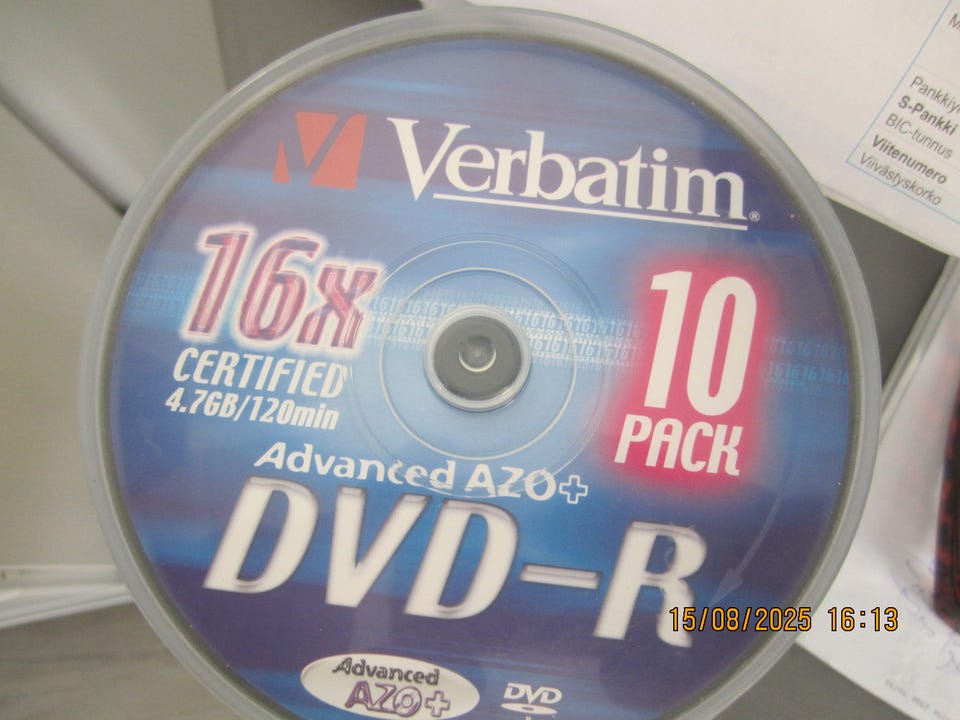 Verbatim®
16x
CERTIFIED
4.7GB/120min
10
PACK
Advanced AZO+
DVD-R
Advanced
AZO+
DVD
S-Pankki
BIC-tunnus
Viitenumero
Viivästyskorko
15/08/2025 16:13